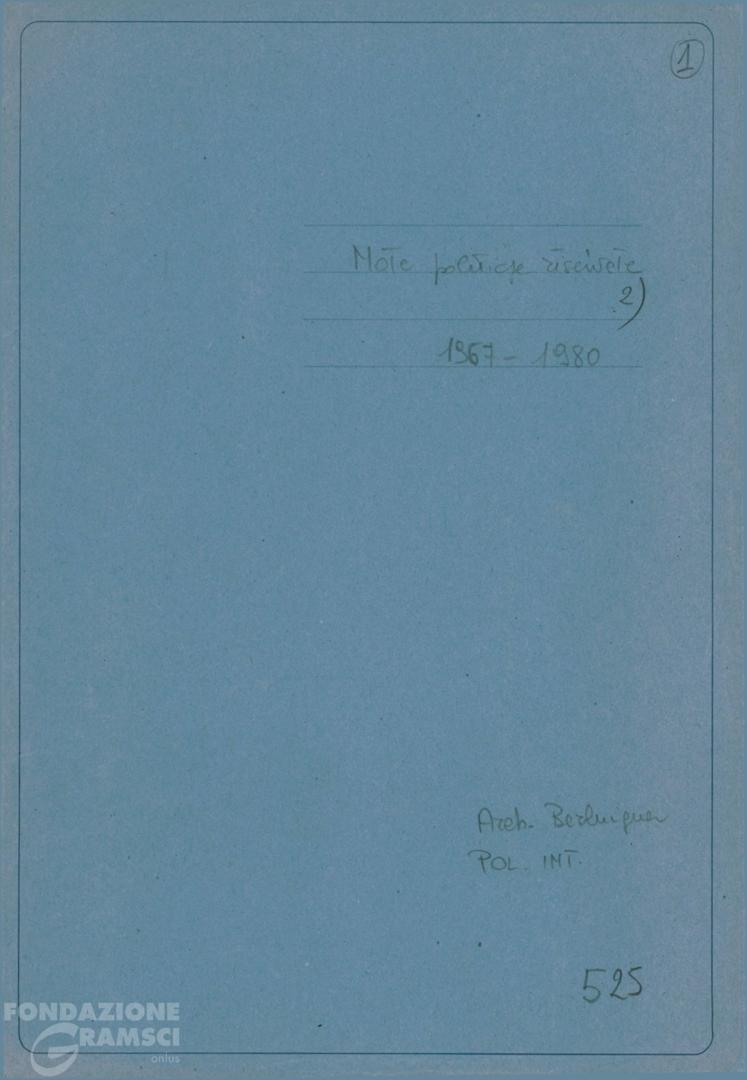 1
Note politiche riservate
2)
1967 - 1980
Arch. Berlinguer
POL. INT.
525
FONDAZIONE
GRAMSCI
onlus